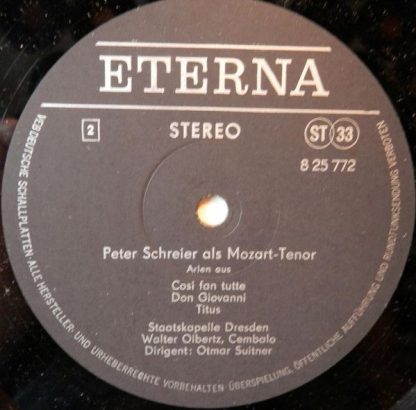 ETERNA
2
STEREO
ST 33
8 25 772
Peter Schreier als Mozart-Tenor
Arien aus
Cosi fan tutte
Don Giovanni
Titus
Staatskapelle Dresden
Walter Olbertz, Cembalo
Dirigent: Otmar Suitner
VEB DEUTSCHE SCHALLPLATTEN · ALLE HERSTELLER- UND URHEBERRECHTE VORBEHALTEN ÜBERSPIELUNG, ÖFFENTLICHE AUFFÜHRUNG UND RUNDFUNKSENDUNG VERBOTEN